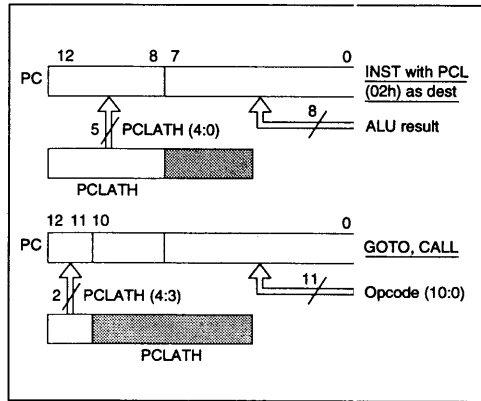 12 8 7 0
PC
INST with PCL
(02h) as dest
8
ALU result
5 PCLATH (4:0)
PCLATH
12 11 10 0
PC
GOTO, CALL
11
Opcode (10:0)
2 PCLATH (4:3)
PCLATH